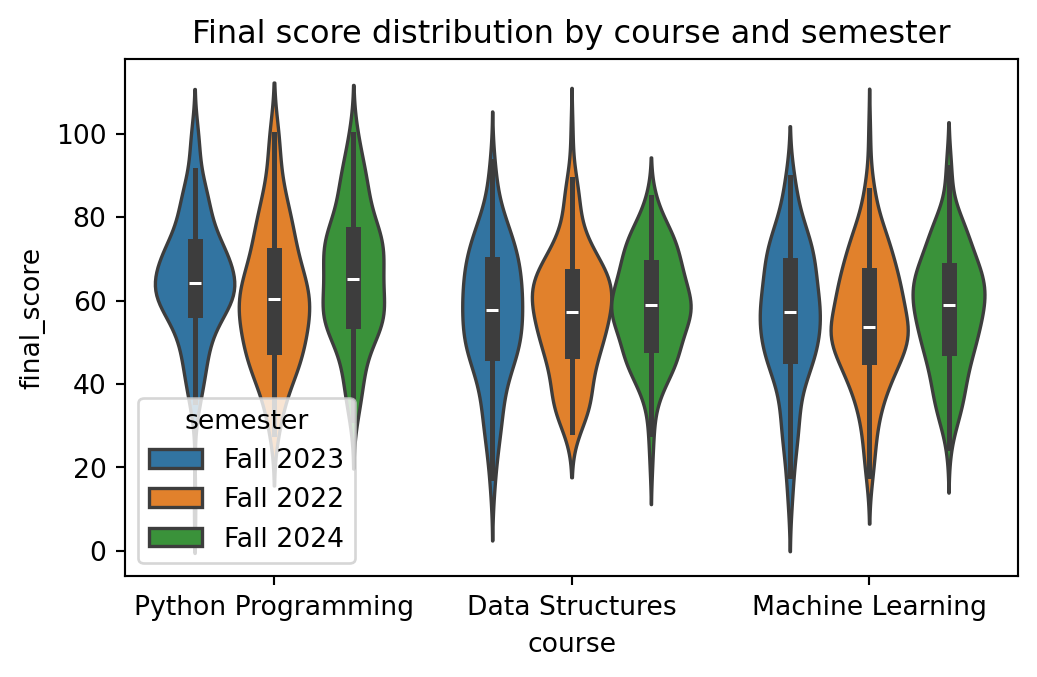 Final score distribution by course and semester
final_score
100
80
60
40
20
0
semester
Fall 2023
Fall 2022
Fall 2024
Python Programming
Data Structures
Machine Learning
course